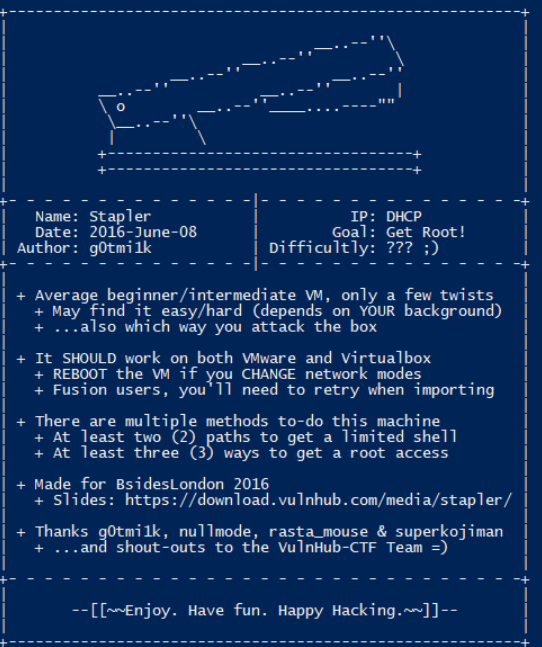 Name: Stapler | IP: DHCP
Date: 2016-June-08 | Goal: Get Root!
Author: g0tmi1k | Difficultly: ??? ;)
+ Average beginner/intermediate VM, only a few twists
+ May find it easy/hard (depends on YOUR background)
+ ...also which way you attack the box
+ It SHOULD work on both VMware and Virtualbox
+ REBOOT the VM if you CHANGE network modes
+ Fusion users, you'll need to retry when importing
+ There are multiple methods to-do this machine
+ At least two (2) paths to get a limited shell
+ At least three (3) ways to get a root access
+ Made for BsidesLondon 2016
+ Slides: https://download.vulnhub.com/media/stapler/
+ Thanks g0tmi1k, nullmode, rasta_mouse & superkojiman
+ ...and shout-outs to the VulnHub-CTF Team =)
--[[~~Enjoy. Have fun. Happy Hacking.~~]]--